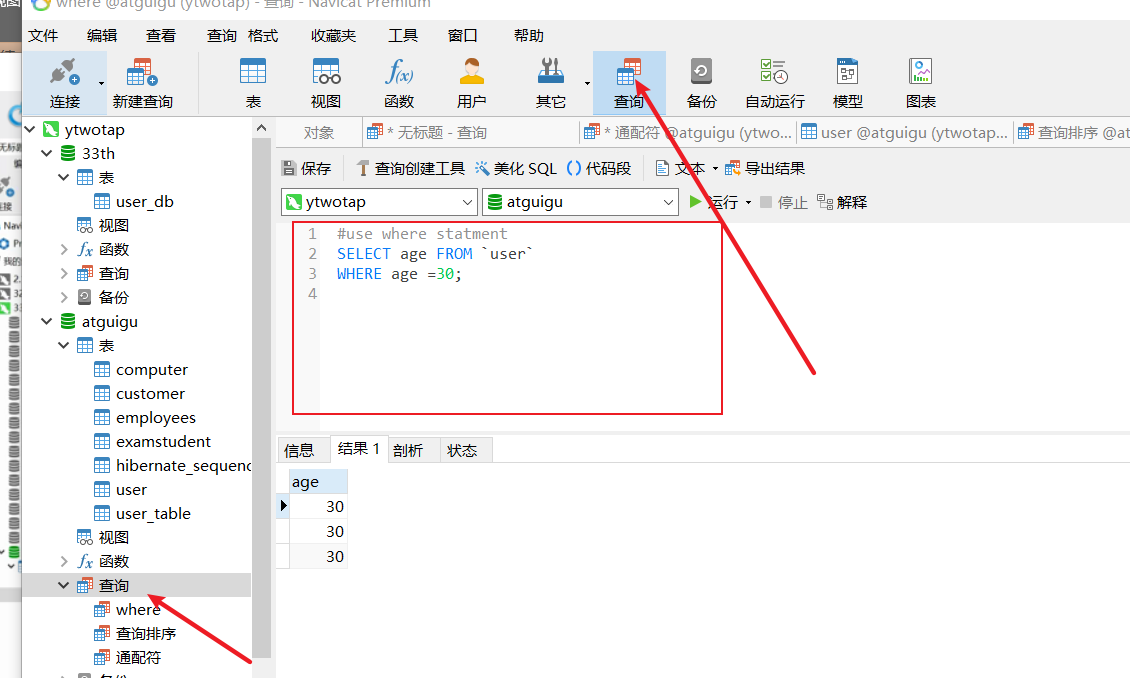 where @atguigu (ytwotap) - 查询 - Navicat Premium
文件 编辑 查看 查询 格式 收藏夹 工具 窗口 帮助
连接 新建查询 表 视图 函数 用户 其它 查询 备份 自动运行 模型 图表
对象 * 无标题 - 查询 * 通配符 @atguigu (ytwo... user @atguigu (ytwotap... 查询排序 @at
保存 查询创建工具 美化 SQL () 代码段 文本 导出结果
ytwotap atguigu 运行 停止 解释
ytwotap
33th
表
user_db
视图
fx 函数
查询
备份
atguigu
表
computer
customer
employees
examstudent
hibernate_sequenc
user
user_table
视图
fx 函数
查询
where
查询排序
通配符
1 #use where statment
2 SELECT age FROM `user`
3 WHERE age =30;
4
信息 结果 1 剖析 状态
age
30
30
30